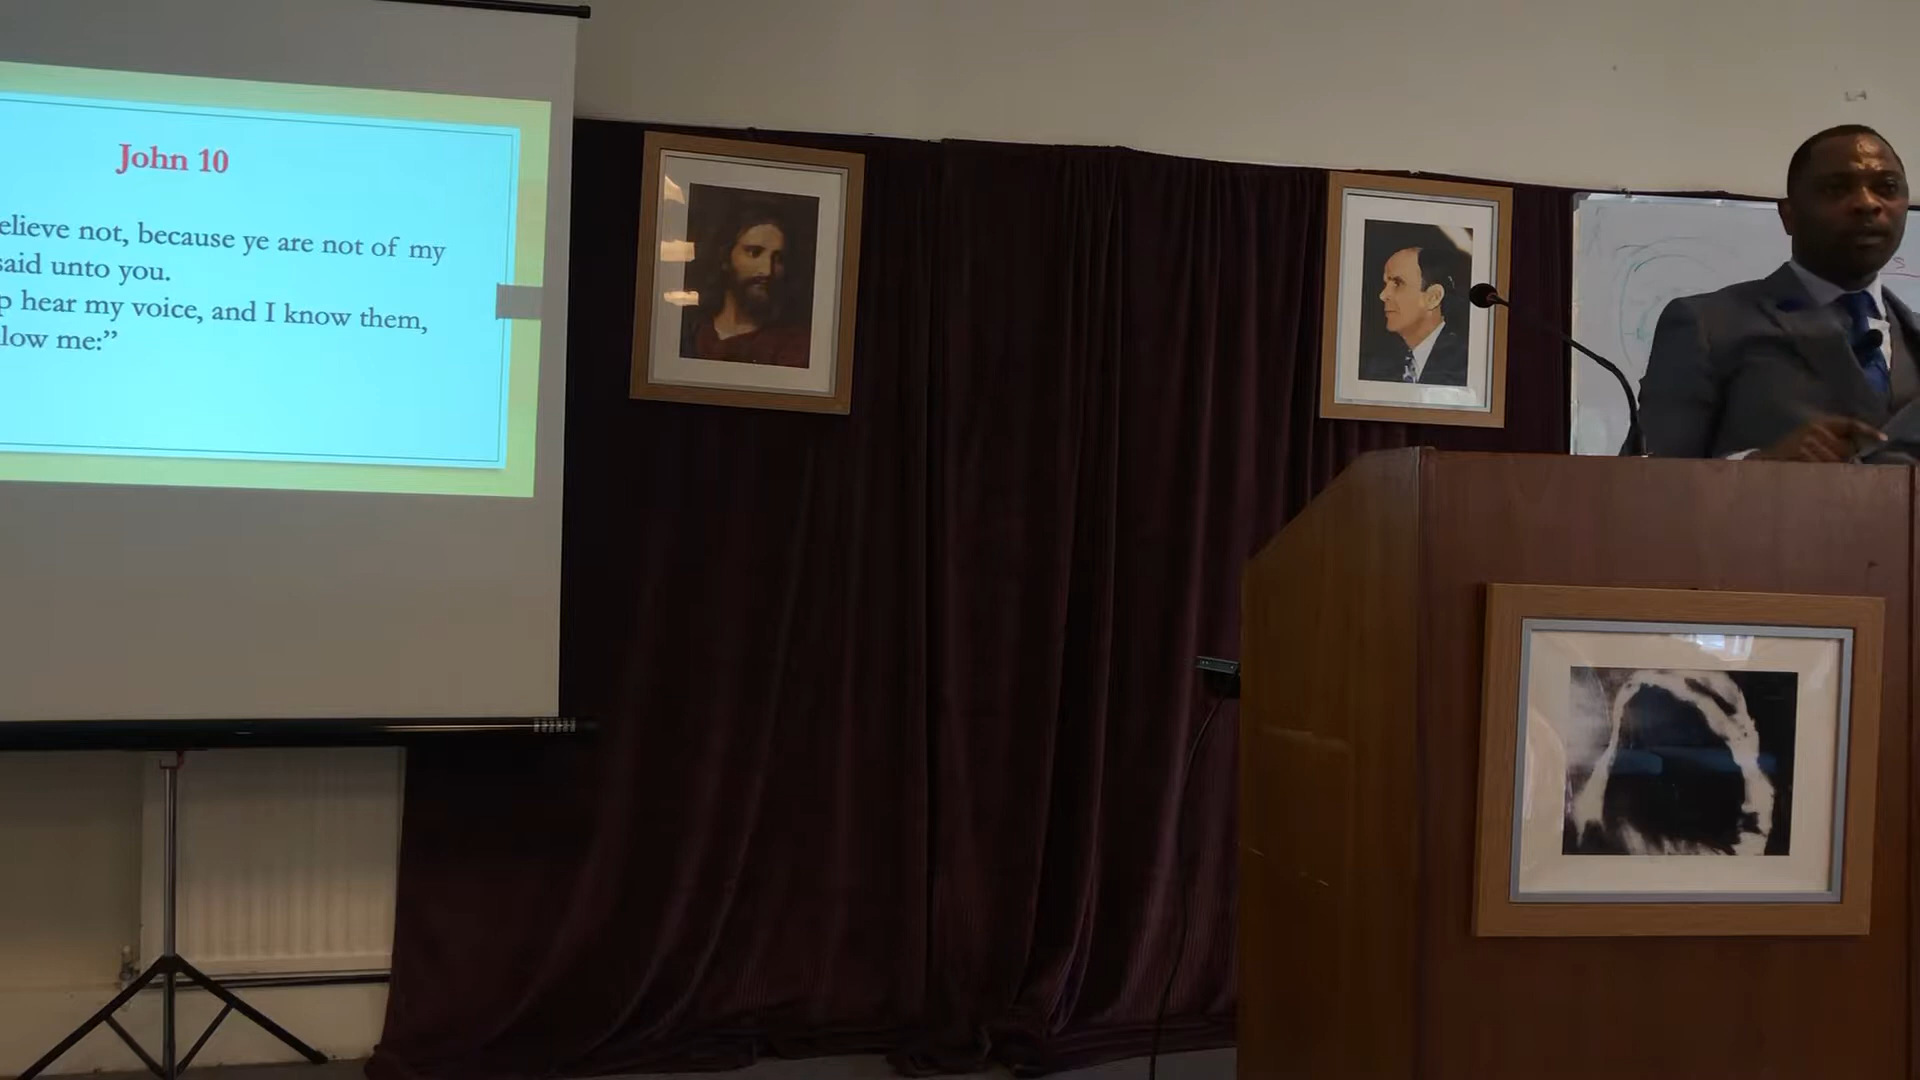 John 10
elieve not, because ye are not of my
said unto you.
p hear my voice, and I know them,
low me:”